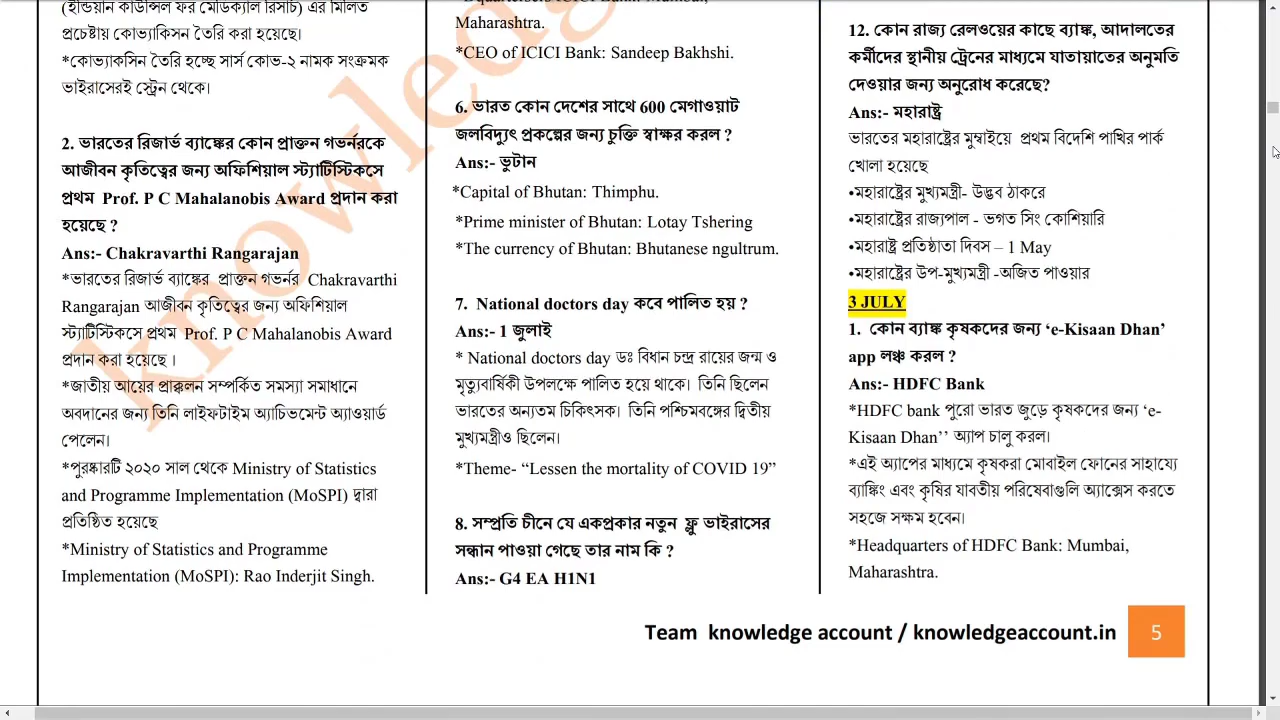 (ইন্ডিয়ান কাউন্সিল ফর মেডিক্যাল রিসার্চ) এর মিলিত
প্রচেষ্টায় কোভ্যাকিসন তৈরি করা হয়েছে।
*কোভ্যাকসিন তৈরি হচ্ছে সার্স কোভ-২ নামক সংক্রমক
ভাইরাসেরই স্ট্রেন থেকে।
2. ভারতের রিজার্ভ ব্যাঙ্কের কোন প্রাক্তন গভর্নরকে
আজীবন কৃতিত্বের জন্য অফিশিয়াল স্ট্যাটিস্টিকসে
প্রথম Prof. P C Mahalanobis Award প্রদান করা
হয়েছে ?
Ans:- Chakravarthi Rangarajan
*ভারতের রিজার্ভ ব্যাঙ্কের প্রাক্তন গভর্নর Chakravarthi
Rangarajan আজীবন কৃতিত্বের জন্য অফিশিয়াল
স্ট্যাটিস্টিকসে প্রথম Prof. P C Mahalanobis Award
প্রদান করা হয়েছে ।
*জাতীয় আয়ের প্রাক্কলন সম্পর্কিত সমস্যা সমাধানে
অবদানের জন্য তিনি লাইফটাইম অ্যাচিভমেন্ট অ্যাওয়ার্ড
পেলেন।
*পুরষ্কারটি ২০২০ সাল থেকে Ministry of Statistics
and Programme Implementation (MoSPI) দ্বারা
প্রতিষ্ঠিত হয়েছে
*Ministry of Statistics and Programme
Implementation (MoSPI): Rao Inderjit Singh.
Dquartersers ICICI Bank: Mumbai,
Maharashtra.
*CEO of ICICI Bank: Sandeep Bakhshi.
6. ভারত কোন দেশের সাথে 600 মেগাওয়াট
জলবিদ্যুৎ প্রকল্পের জন্য চুক্তি স্বাক্ষর করল ?
Ans:- ভুটান
*Capital of Bhutan: Thimphu.
*Prime minister of Bhutan: Lotay Tshering
*The currency of Bhutan: Bhutanese ngultrum.
7. National doctors day কবে পালিত হয় ?
Ans:- 1 জুলাই
* National doctors day ডঃ বিধান চন্দ্র রায়ের জন্ম ও
মৃত্যুবার্ষিকী উপলক্ষে পালিত হয়ে থাকে। তিনি ছিলেন
ভারতের অন্যতম চিকিৎসক। তিনি পশ্চিমবঙ্গের দ্বিতীয়
মুখ্যমন্ত্রীও ছিলেন।
*Theme- “Lessen the mortality of COVID 19”
8. সম্প্রতি চীনে যে একপ্রকার নতুন ফ্লু ভাইরাসের
সন্ধান পাওয়া গেছে তার নাম কি ?
Ans:- G4 EA H1N1
12. কোন রাজ্য রেলওয়ের কাছে ব্যাঙ্ক, আদালতের
কর্মীদের স্থানীয় ট্রেনের মাধ্যমে যাতায়াতের অনুমতি
দেওয়ার জন্য অনুরোধ করেছে?
Ans:- মহারাষ্ট্র
ভারতের মহারাষ্ট্রের মুম্বাইয়ে প্রথম বিদেশি পাখির পার্ক
খোলা হয়েছে
•মহারাষ্ট্রের মুখ্যমন্ত্রী- উদ্ভব ঠাকরে
•মহারাষ্ট্রের রাজ্যপাল - ভগত সিং কোশিয়ারি
•মহারাষ্ট্র প্রতিষ্ঠাতা দিবস – 1 May
•মহারাষ্ট্রের উপ-মুখ্যমন্ত্রী -অজিত পাওয়ার
3 JULY
1. কোন ব্যাঙ্ক কৃষকদের জন্য ‘e-Kisaan Dhan’
app লঞ্চ করল ?
Ans:- HDFC Bank
*HDFC bank পুরো ভারত জুড়ে কৃষকদের জন্য ‘e-
Kisaan Dhan’’ অ্যাপ চালু করল।
*এই অ্যাপের মাধ্যমে কৃষকরা মোবাইল ফোনের সাহায্যে
ব্যাঙ্কিং এবং কৃষির যাবতীয় পরিষেবাগুলি অ্যাক্সেস করতে
সহজে সক্ষম হবেন।
*Headquarters of HDFC Bank: Mumbai,
Maharashtra.
knowledg
Team knowledge account / knowledgeaccount.in 5